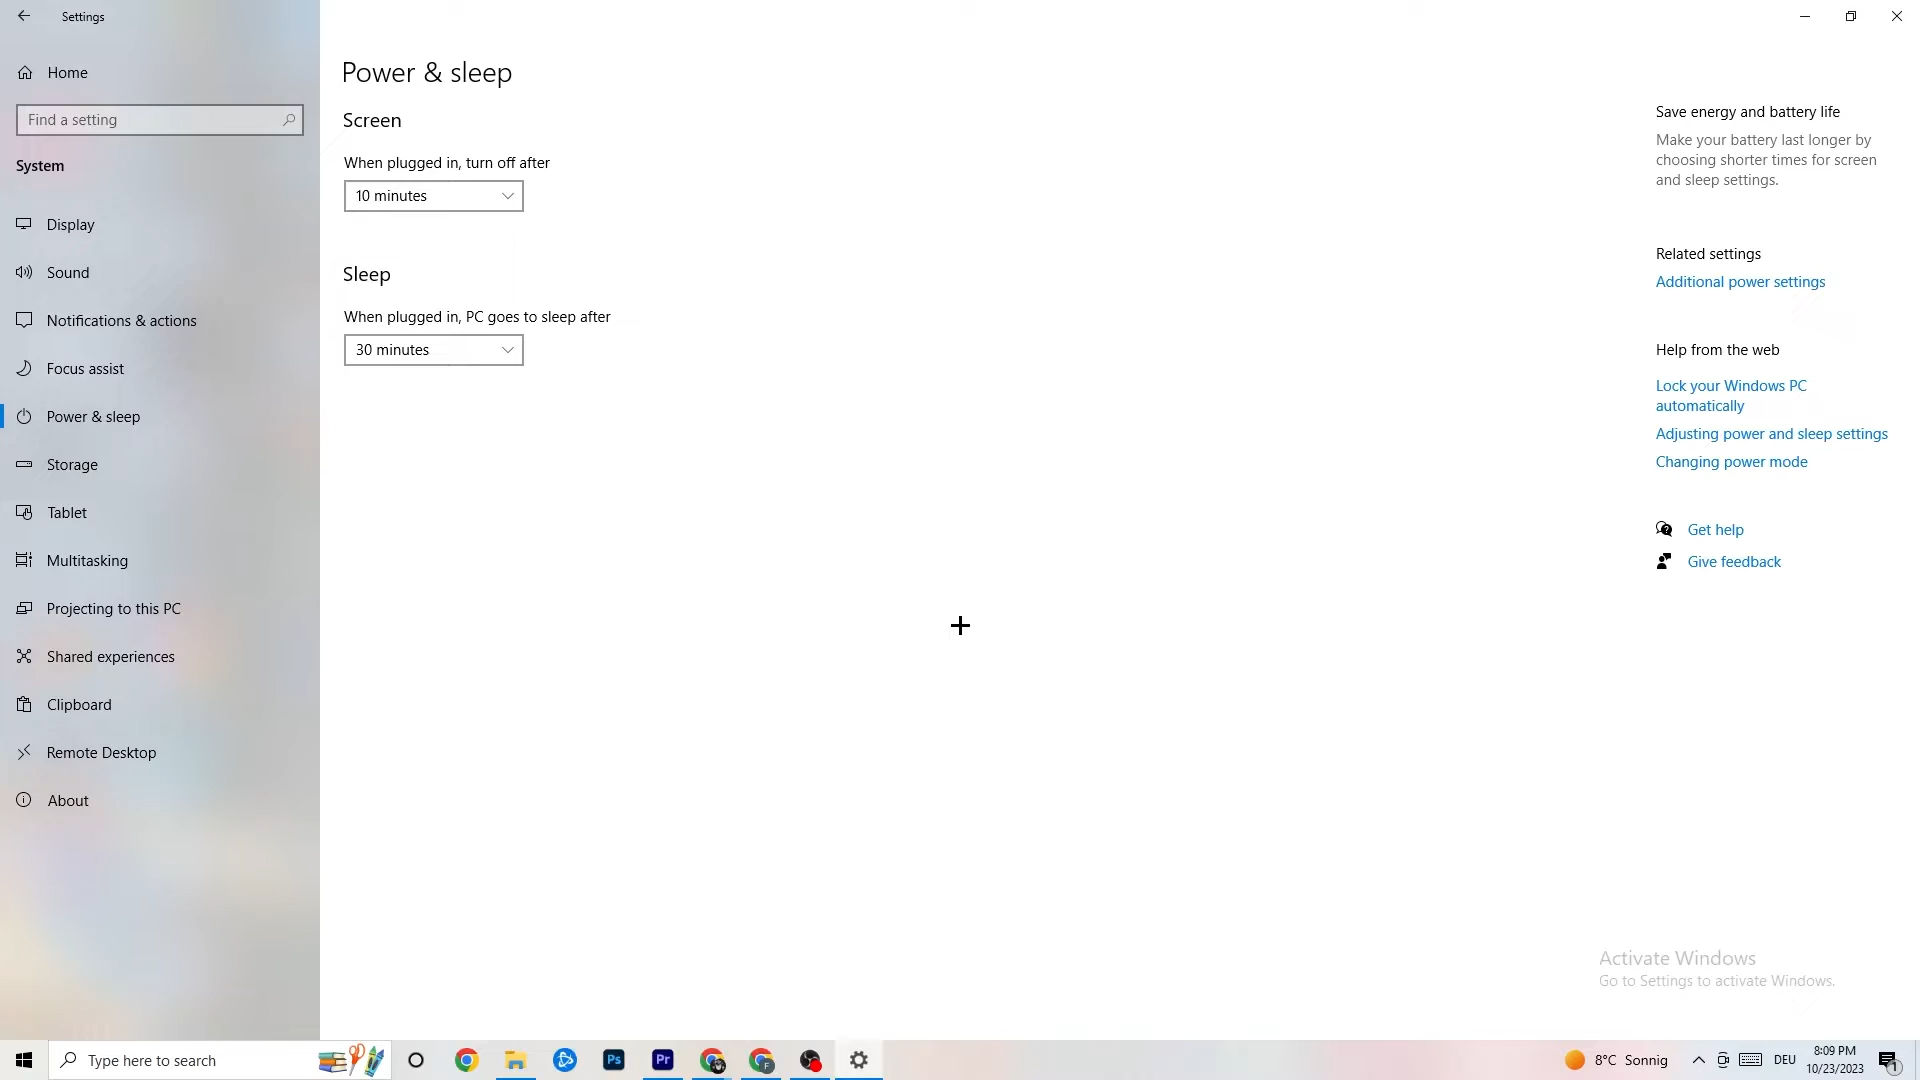 Settings
Home
Find a setting
System
Display
Sound
Notifications & actions
Focus assist
Power & sleep
Storage
Tablet
Multitasking
Projecting to this PC
Shared experiences
Clipboard
Remote Desktop
About
Power & sleep
Screen
When plugged in, turn off after
10 minutes
Sleep
When plugged in, PC goes to sleep after
30 minutes
Save energy and battery life
Make your battery last longer by
choosing shorter times for screen
and sleep settings.
Related settings
Additional power settings
Help from the web
Lock your Windows PC
automatically
Adjusting power and sleep settings
Changing power mode
Get help
Give feedback
Activate Windows
Go to Settings to activate Windows.
Type here to search
Ps
Pr
F
8°C Sonnig
DEU
8:09 PM
10/23/2023
1